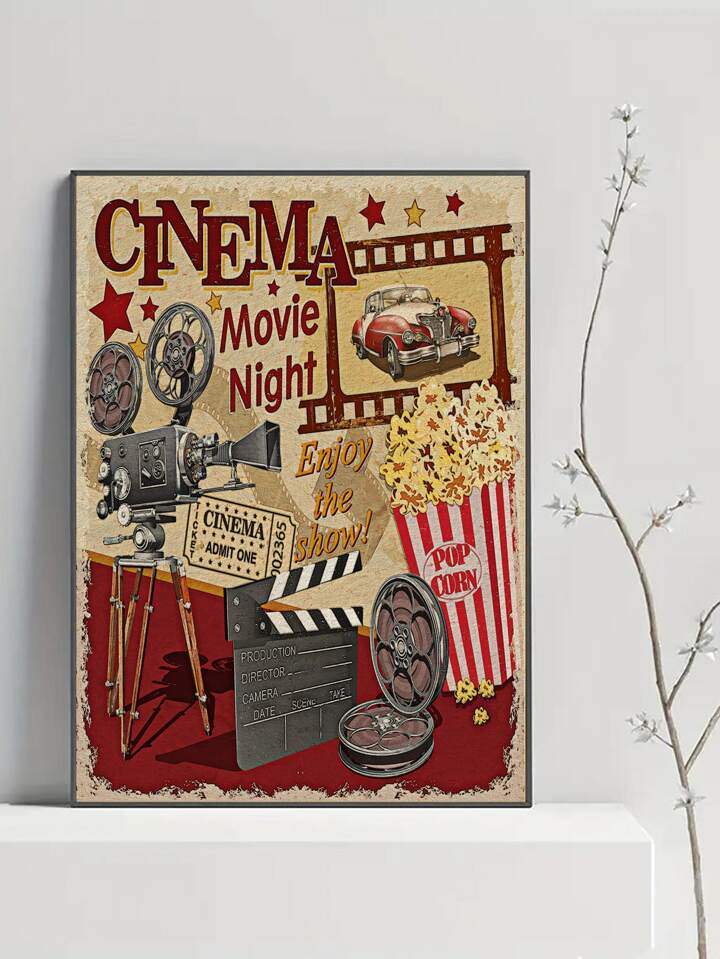 CINEMA
Movie
Night
Enjoy
the
show!
TICKET
CINEMA
ADMIT ONE
002365
POP
CORN
PRODUCTION
DIRECTOR
CAMERA
DATE SCENE TAKE